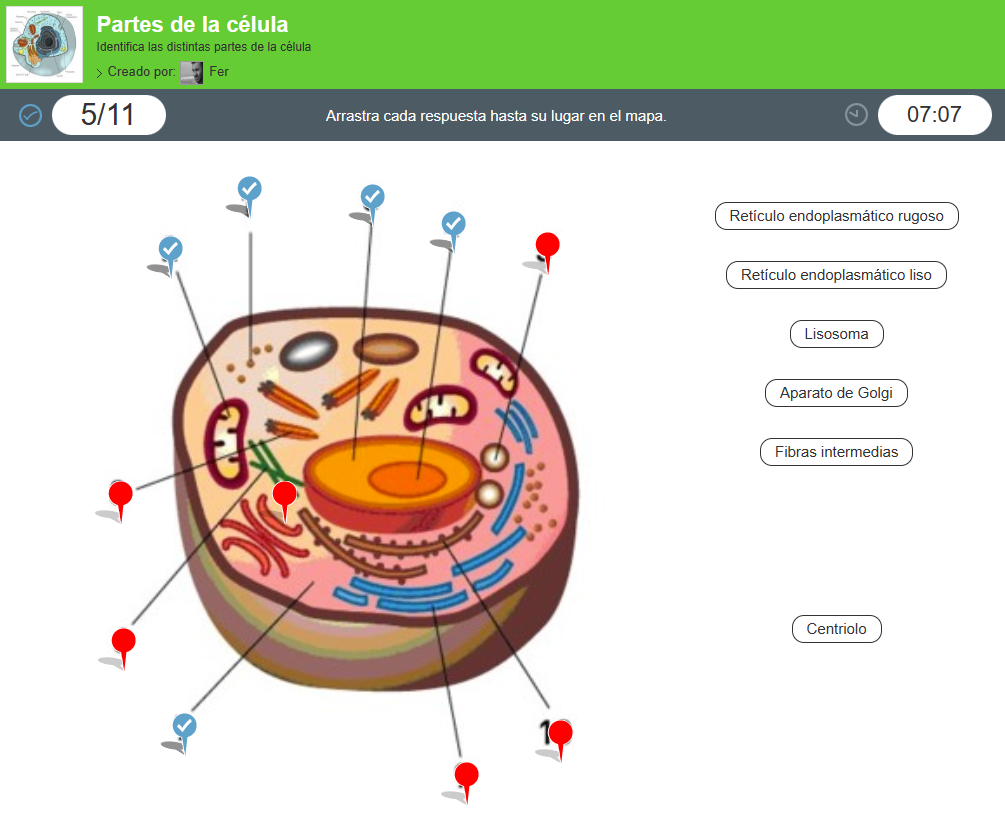 Partes de la célula
Identifica las distintas partes de la célula
Creado por: Fer
5/11
Arrastra cada respuesta hasta su lugar en el mapa.
07:07
Retículo endoplasmático rugoso
Retículo endoplasmático liso
Lisosoma
Aparato de Golgi
Fibras intermedias
Centriolo